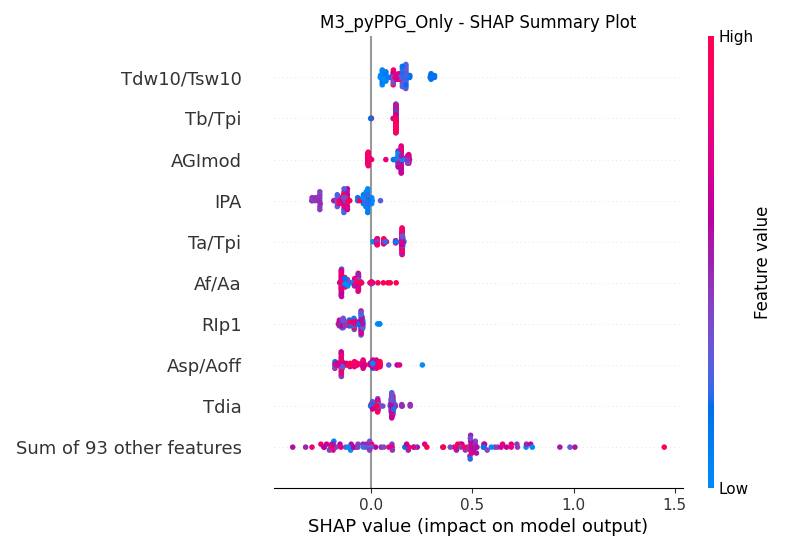 M3_pyPPG_Only - SHAP Summary Plot
High
Tdw10/Tsw10
Tb/Tpi
AGImod
IPA
Ta/Tpi
Af/Aa
RIp1
Asp/Aoff
Tdia
Sum of 93 other features
Feature value
Low
0.0 0.5 1.0 1.5
SHAP value (impact on model output)